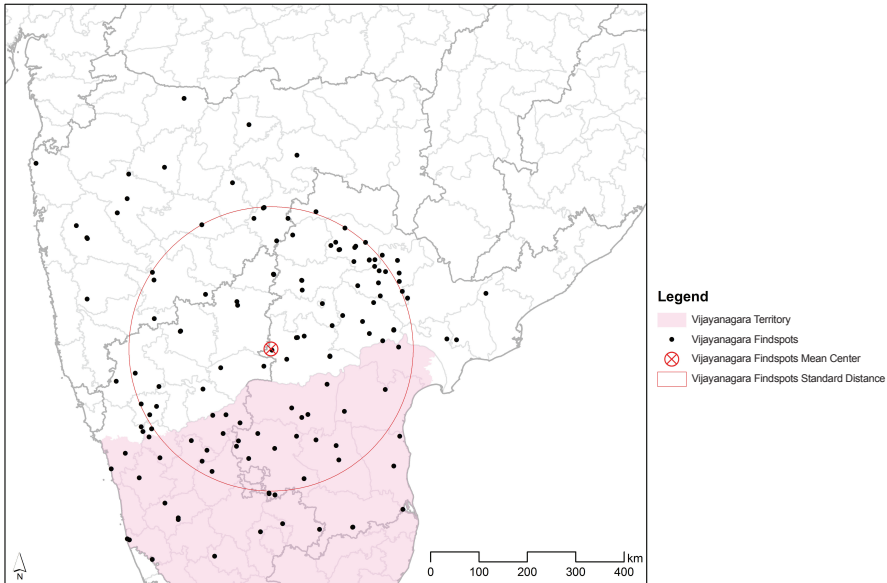 Legend
Vijayanagara Territory
Vijayanagara Findspots
Vijayanagara Findspots Mean Center
Vijayanagara Findspots Standard Distance
km
0 100 200 300 400
N